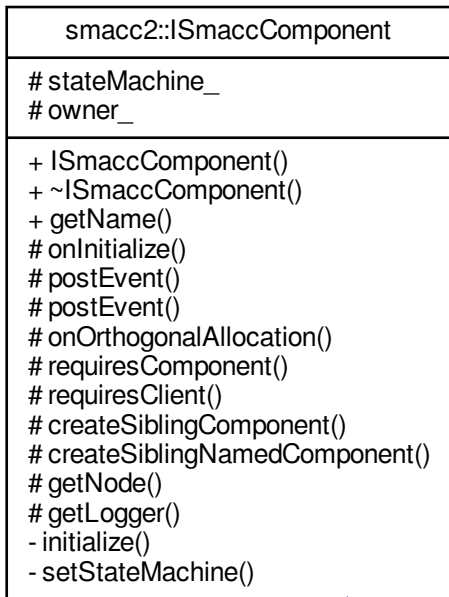 smacc2::ISmaccComponent
# stateMachine_
# owner_
+ ISmaccComponent()
+ ~ISmaccComponent()
+ getName()
# onInitialize()
# postEvent()
# postEvent()
# onOrthogonalAllocation()
# requiresComponent()
# requiresClient()
# createSiblingComponent()
# createSiblingNamedComponent()
# getNode()
# getLogger()
- initialize()
- setStateMachine()